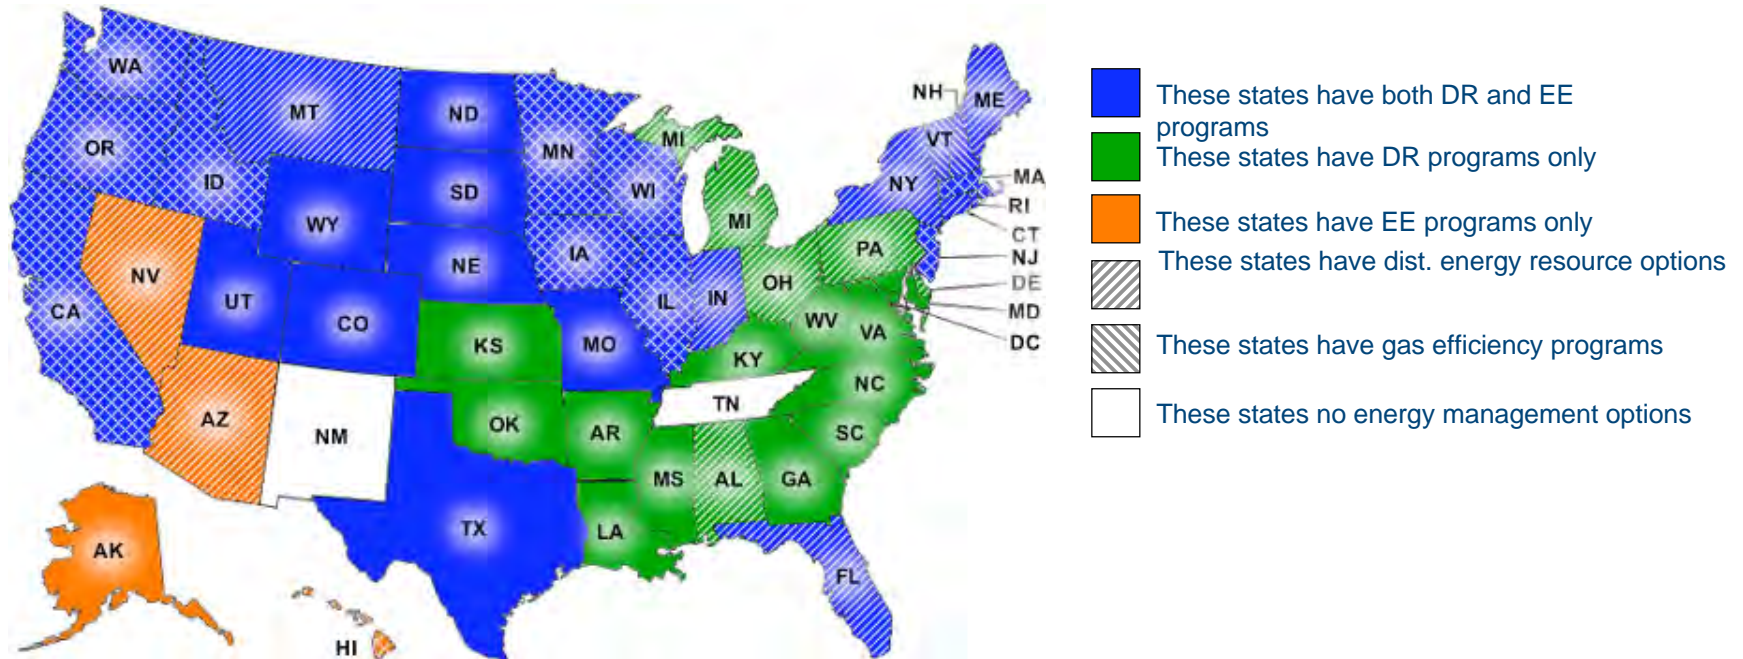 WA
MT
ND
MN
MI
NH
ME
VT
OR
ID
SD
WI
NY
MA
RI
WY
MI
CT
NV
NE
IA
PA
NJ
OH
DE
CA
UT
CO
IL
IN
WV
VA
MD
DC
KS
MO
KY
NC
AZ
NM
OK
AR
TN
SC
MS
AL
GA
TX
LA
AK
FL
HI
These states have both DR and EE
programs
These states have DR programs only
These states have EE programs only
These states have dist. energy resource options
These states have gas efficiency programs
These states no energy management options